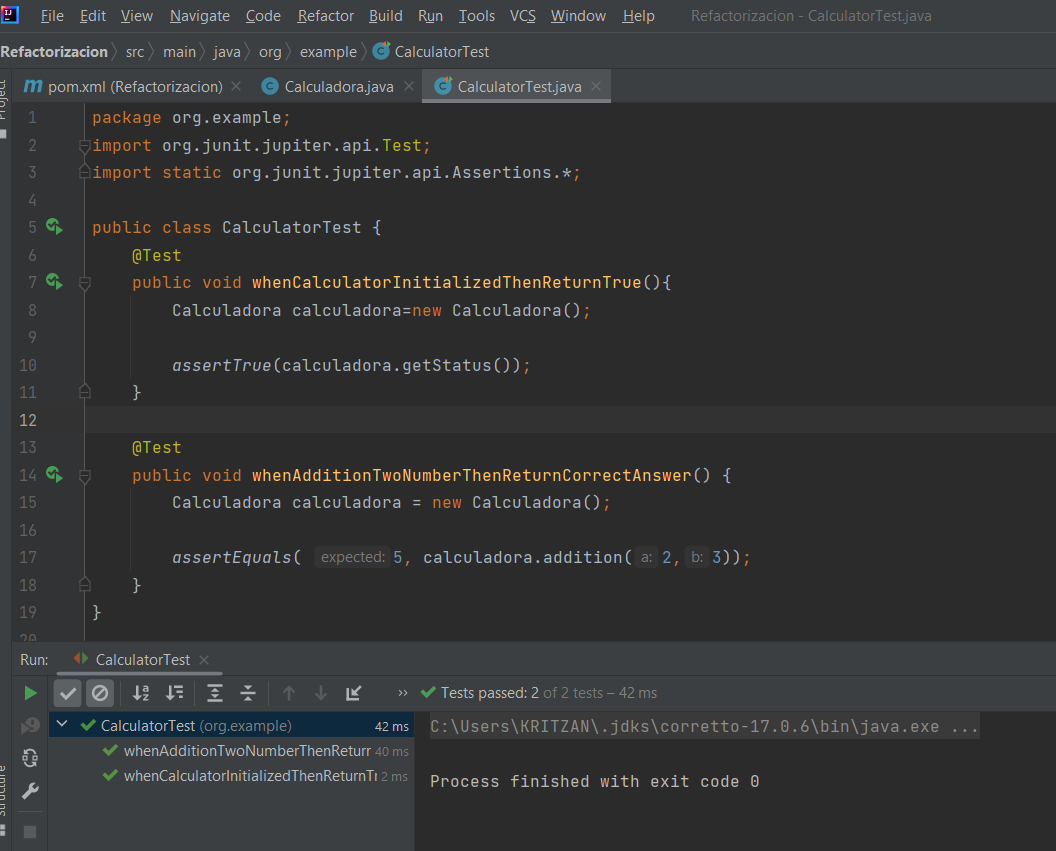 File Edit View Navigate Code Refactor Build Run Tools VCS Window Help Refactorizacion - CalculatorTest.java
Refactorizacion src main java org example CalculatorTest
pom.xml (Refactorizacion) Calculadora.java CalculatorTest.java
Project
1 package org.example;
2 import org.junit.jupiter.api.Test;
3 import static org.junit.jupiter.api.Assertions.*;
4
5 public class CalculatorTest {
6 @Test
7 public void whenCalculatorInitializedThenReturnTrue(){
8 Calculadora calculadora=new Calculadora();
9
10 assertTrue(calculadora.getStatus());
11 }
12
13 @Test
14 public void whenAdditionTwoNumberThenReturnCorrectAnswer() {
15 Calculadora calculadora = new Calculadora();
16
17 assertEquals( expected: 5, calculadora.addition( a: 2, b: 3));
18 }
19 }
20
Run: CalculatorTest
» Tests passed: 2 of 2 tests – 42 ms
CalculatorTest (org.example) 42 ms
whenAdditionTwoNumberThenReturr 40 ms
whenCalculatorInitializedThenReturnTr 2 ms
C:\Users\KRITZAN\.jdks\corretto-17.0.6\bin\java.exe ...
Process finished with exit code 0
Structure